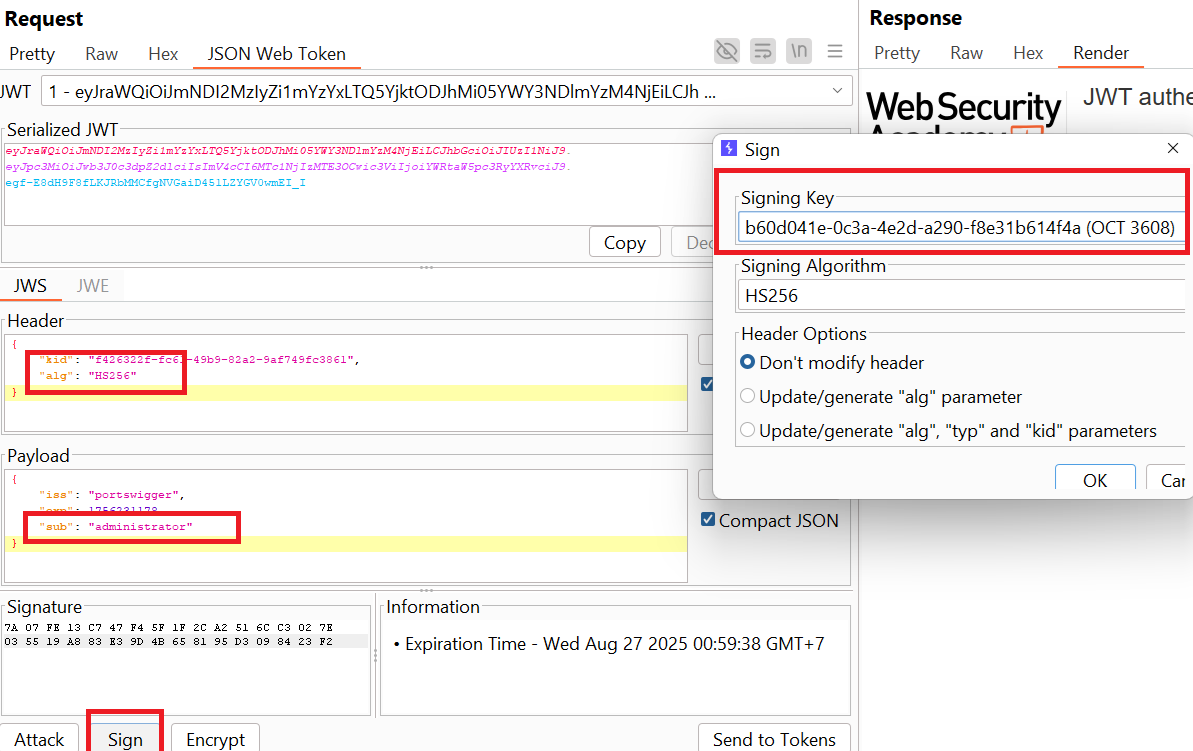 Request
Pretty Raw Hex JSON Web Token \n
JWT 1 - eyJraWQiOiJmNDI2MzIyZi1mYzYxLTQ5YjktODJhMi05YWY3NDlmYzM4NjEiLCJh ...
Serialized JWT
eyJraWQiOiJmNDI2MzIyZi1mYzYxLTQ5YjktODJhMi05YWY3NDlmYzM4NjEiLCJhbGciOiJIUzI1NiJ9.
eyJpc3MiOiJwb3J0c3dpZ2dlciIsImV4cCI6MTc1NjIzMTE3OCwic3ViIjoiYWRtaW5pc3RyYXRvciJ9.
egf-E8dH9F8fLKJRbMMCfgNVGaiD451LZYGV0wmEI_I
Copy Dec
JWS JWE
Header
{
"kid": "f426322f-fc61-49b9-82a2-9af749fc3861",
"alg": "HS256"
}
Payload
{
"iss": "portswigger",
"exp": 1756231178,
"sub": "administrator"
}
Compact JSON
Signature
7A 07 FE 13 C7 47 F4 5F 1F 2C A2 51 6C C3 02 7E
03 55 19 A8 83 E3 9D 4B 65 81 95 D3 09 84 23 F2
Information
• Expiration Time - Wed Aug 27 2025 00:59:38 GMT+7
Attack Sign Encrypt Send to Tokens
Response
Pretty Raw Hex Render
WebSecurity
Academy
JWT authe
Sign
Signing Key
b60d041e-0c3a-4e2d-a290-f8e31b614f4a (OCT 3608)
Signing Algorithm
HS256
Header Options
Don't modify header
Update/generate "alg" parameter
Update/generate "alg", "typ" and "kid" parameters
OK Can